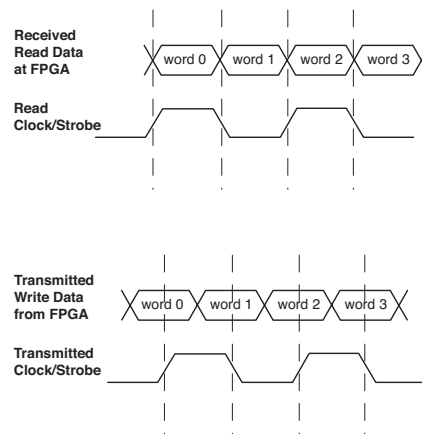 Received
Read Data
at FPGA
word 0 word 1 word 2 word 3
Read
Clock/Strobe
Transmitted
Write Data
from FPGA
word 0 word 1 word 2 word 3
Transmitted
Clock/Strobe